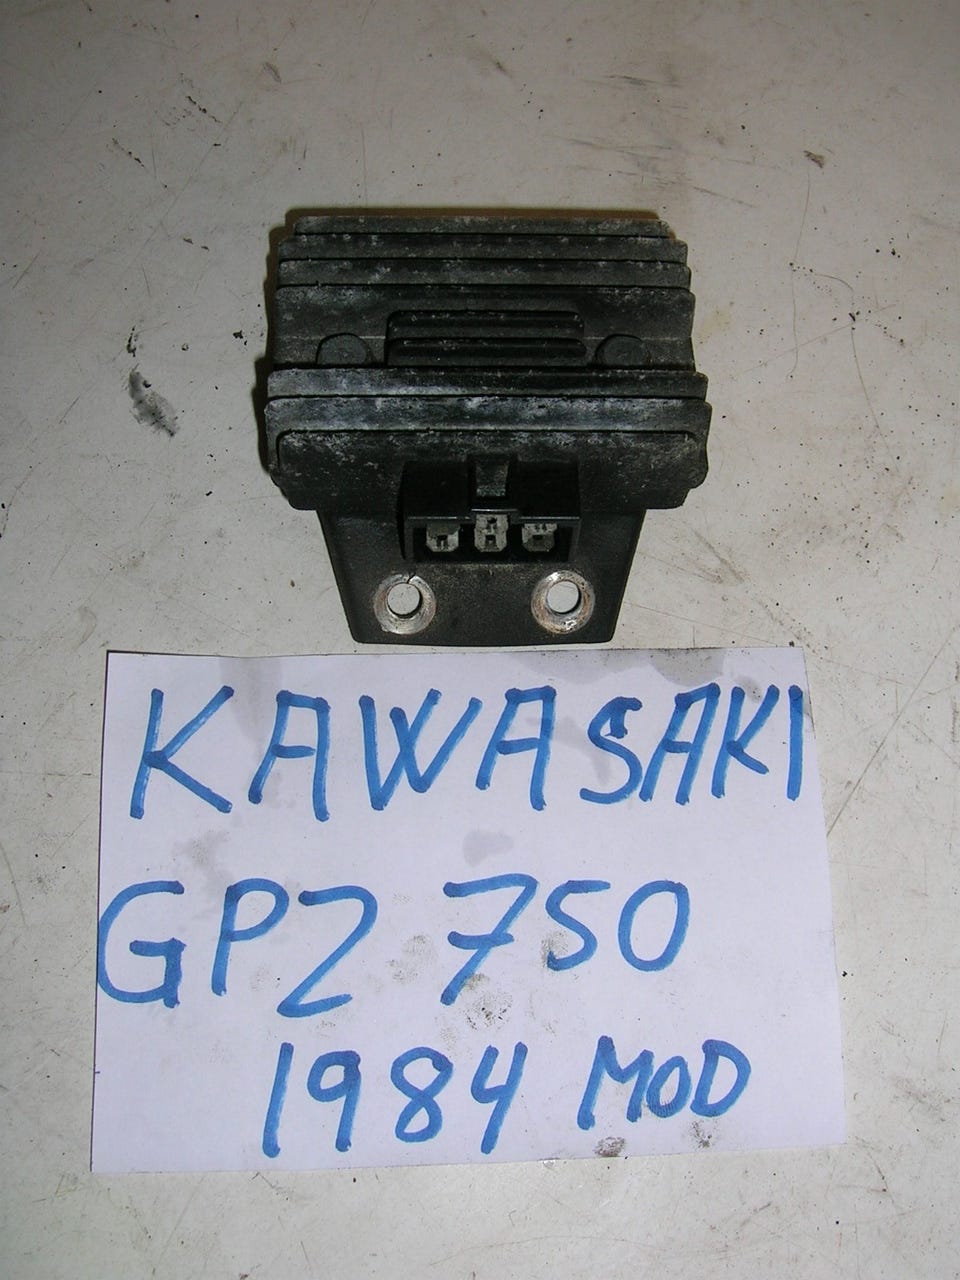 KAWASAKI
GPZ 750
1984 MOD